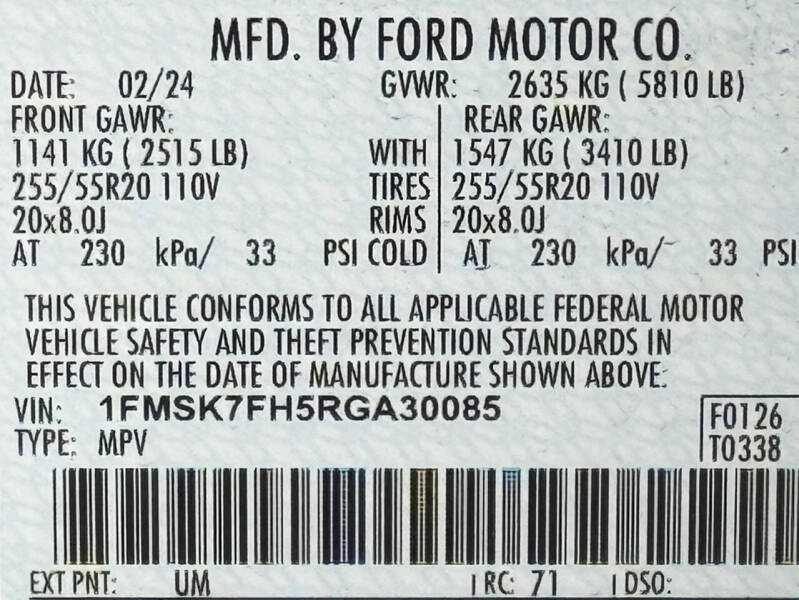 MFD. BY FORD MOTOR CO.
DATE: 02/24 GVWR: 2635 KG ( 5810 LB)
FRONT GAWR: REAR GAWR:
1141 KG ( 2515 LB) WITH 1547 KG ( 3410 LB)
255/55R20 110V TIRES 255/55R20 110V
20x8.0J RIMS 20x8.0J
AT 230 kPa/ 33 PSI COLD AT 230 kPa/ 33 PSI
THIS VEHICLE CONFORMS TO ALL APPLICABLE FEDERAL MOTOR
VEHICLE SAFETY AND THEFT PREVENTION STANDARDS IN
EFFECT ON THE DATE OF MANUFACTURE SHOWN ABOVE.
VIN: 1FMSK7FH5RGA30085
F0126
TYPE: MPV T0338
EXT PNT: UM RC: 71 DSO: